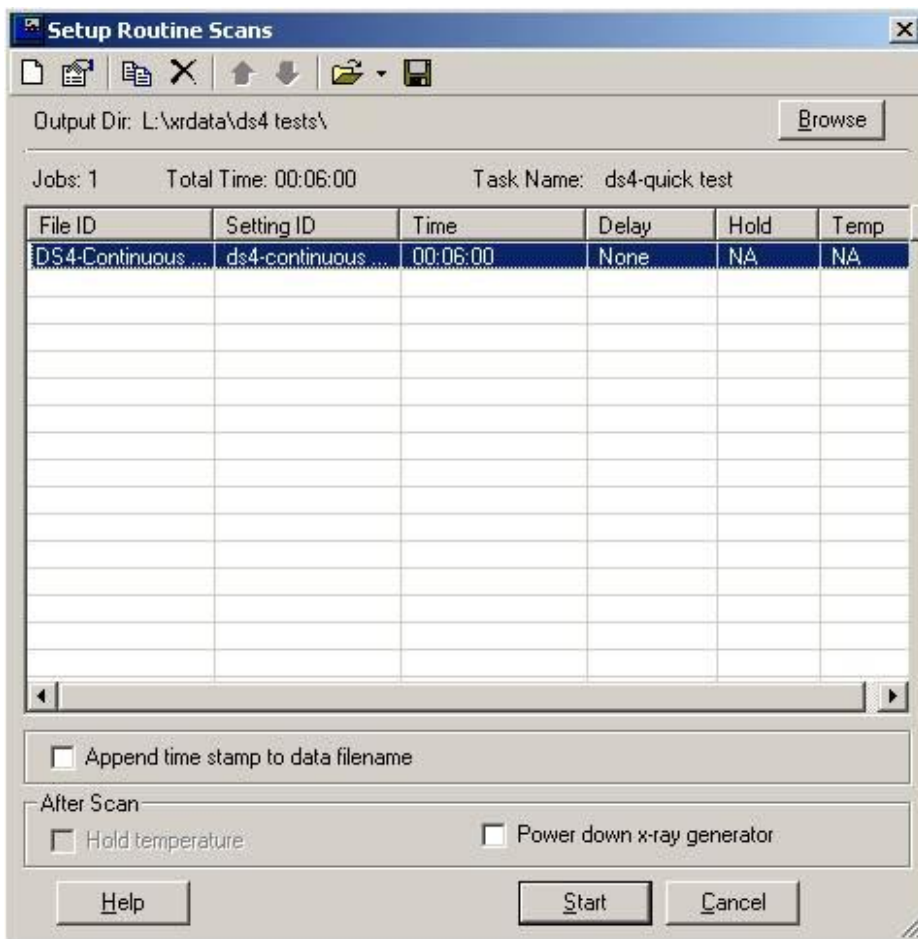 Setup Routine Scans
Output Dir: L:\xrdata\ds4 tests\
Browse
Jobs: 1 Total Time: 00:06:00 Task Name: ds4-quick test
File ID Setting ID Time Delay Hold Temp
DS4-Continuous ... ds4-continuous ... 00:06:00 None NA NA
Append time stamp to data filename
After Scan
Hold temperature Power down x-ray generator
Help Start Cancel